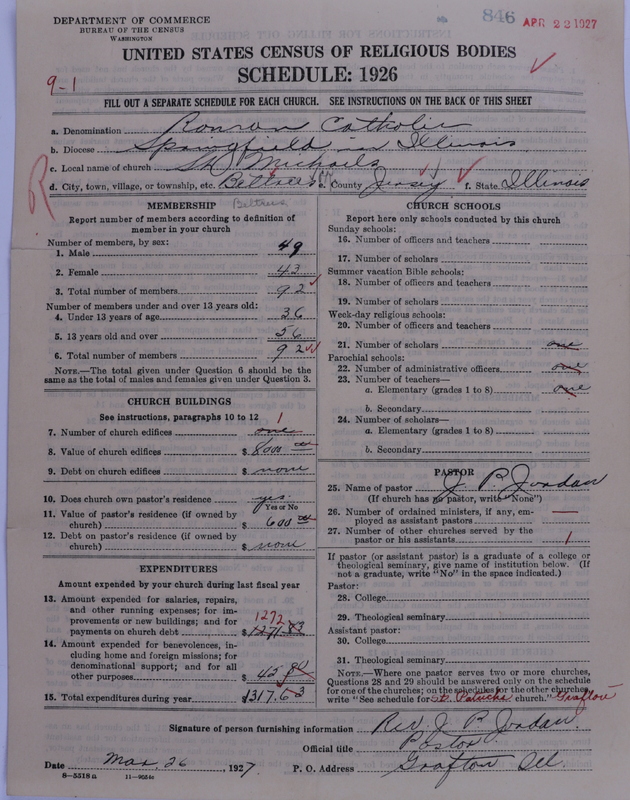 DEPARTMENT OF COMMERCE
BUREAU OF THE CENSUS
WASHINGTON
846 APR 22 1927
UNITED STATES CENSUS OF RELIGIOUS BODIES
SCHEDULE: 1926
9-1
FILL OUT A SEPARATE SCHEDULE FOR EACH CHURCH. SEE INSTRUCTIONS ON THE BACK OF THIS SHEET
a. Denomination Roman Catholic
b. Diocese Springfield in Illinois
c. Local name of church St Michaels
d. City, town, village, or township, etc. e. County Jersey f. State Illinois
R
MEMBERSHIP
Report number of members according to definition of
member in your church
Number of members, by sex:
1. Male 49
2. Female 43
3. Total number of members 92
Number of members under and over 13 years old:
4. Under 13 years of age 36
5. 13 years old and over 56
6. Total number of members 92
NOTE.—The total given under Question 6 should be the
same as the total of males and females given under Question 3.
CHURCH BUILDINGS
See instructions, paragraphs 10 to 12
1
7. Number of church edifices one
8. Value of church edifices $ 8000 00
9. Debt on church edifices $ none
10. Does church own pastor's residence yes
Yes or No
11. Value of pastor's residence (if owned by
church) $ 600 00
12. Debt on pastor's residence (if owned by
church) $ none
EXPENDITURES
Amount expended by your church during last fiscal year
13. Amount expended for salaries, repairs,
and other running expenses; for im-
provements or new buildings; and for 1272
payments on church debt $ 1271.83
14. Amount expended for benevolences, in-
cluding home and foreign missions; for
denominational support; and for all
other purposes $ 45 80
15. Total expenditures during year $1317.63
CHURCH SCHOOLS
Report here only schools conducted by this church
Sunday schools:
16. Number of officers and teachers
17. Number of scholars
Summer vacation Bible schools:
18. Number of officers and teachers
19. Number of scholars
Week-day religious schools:
20. Number of officers and teachers
21. Number of scholars one
Parochial schools:
22. Number of administrative officers one
23. Number of teachers—
a. Elementary (grades 1 to 8) one
b. Secondary
24. Number of scholars—
a. Elementary (grades 1 to 8)
b. Secondary
PASTOR
25. Name of pastor J. P. Jordan
(If church has no pastor, write "None")
26. Number of ordained ministers, if any, em-
ployed as assistant pastors —
27. Number of other churches served by the
pastor or his assistants 1
If pastor (or assistant pastor) is a graduate of a college or
theological seminary, give name of institution below. (If
not a graduate, write "No" in the space indicated.)
Pastor:
28. College
29. Theological seminary
Assistant pastor:
30. College
31. Theological seminary
NOTE.—Where one pastor serves two or more churches,
Questions 28 and 29 should be answered only on the schedule
for one of the churches; on the schedules for the other churches,
write "See schedule for St. church." Grafton
Signature of person furnishing information Rev. J. P. Jordan
Official title Pastor
Date Mar. 26, 1927 P. O. Address Grafton Ill.
8—5518a 11—9554c